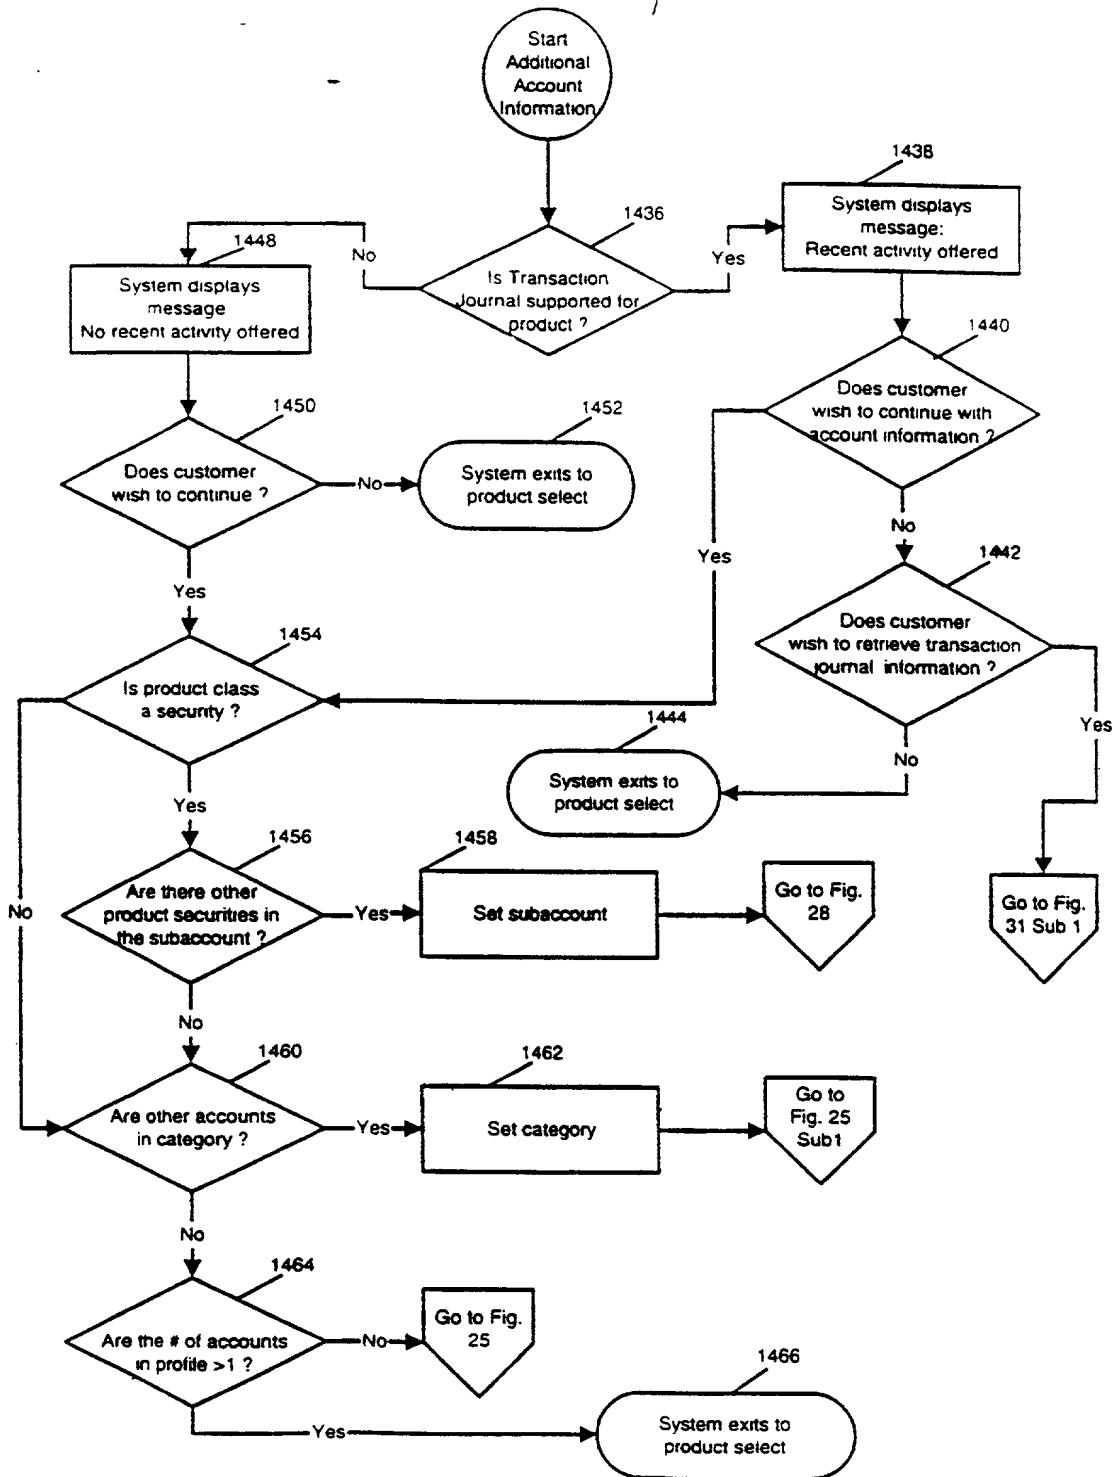 Start
Additional
Account
Information
1438
System displays
message:
Recent activity offered
1436
Is Transaction
Journal supported for
product ?
No
Yes
1448
System displays
message
No recent activity offered
1440
Does customer
wish to continue with
account information ?
1450
Does customer
wish to continue ?
No
1452
System exits to
product select
Yes
No
Yes
1442
Does customer
wish to retrieve transaction
journal information ?
1454
Is product class
a security ?
Yes
No
1444
System exits to
product select
Yes
1456
Are there other
product securities in
the subaccount ?
Yes
1458
Set subaccount
Go to Fig.
28
Go to Fig.
31 Sub 1
No
No
1460
Are other accounts
in category ?
Yes
1462
Set category
Go to
Fig. 25
Sub1
No
1464
Are the # of accounts
in profile >1 ?
No
Go to Fig.
25
Yes
1466
System exits to
product select